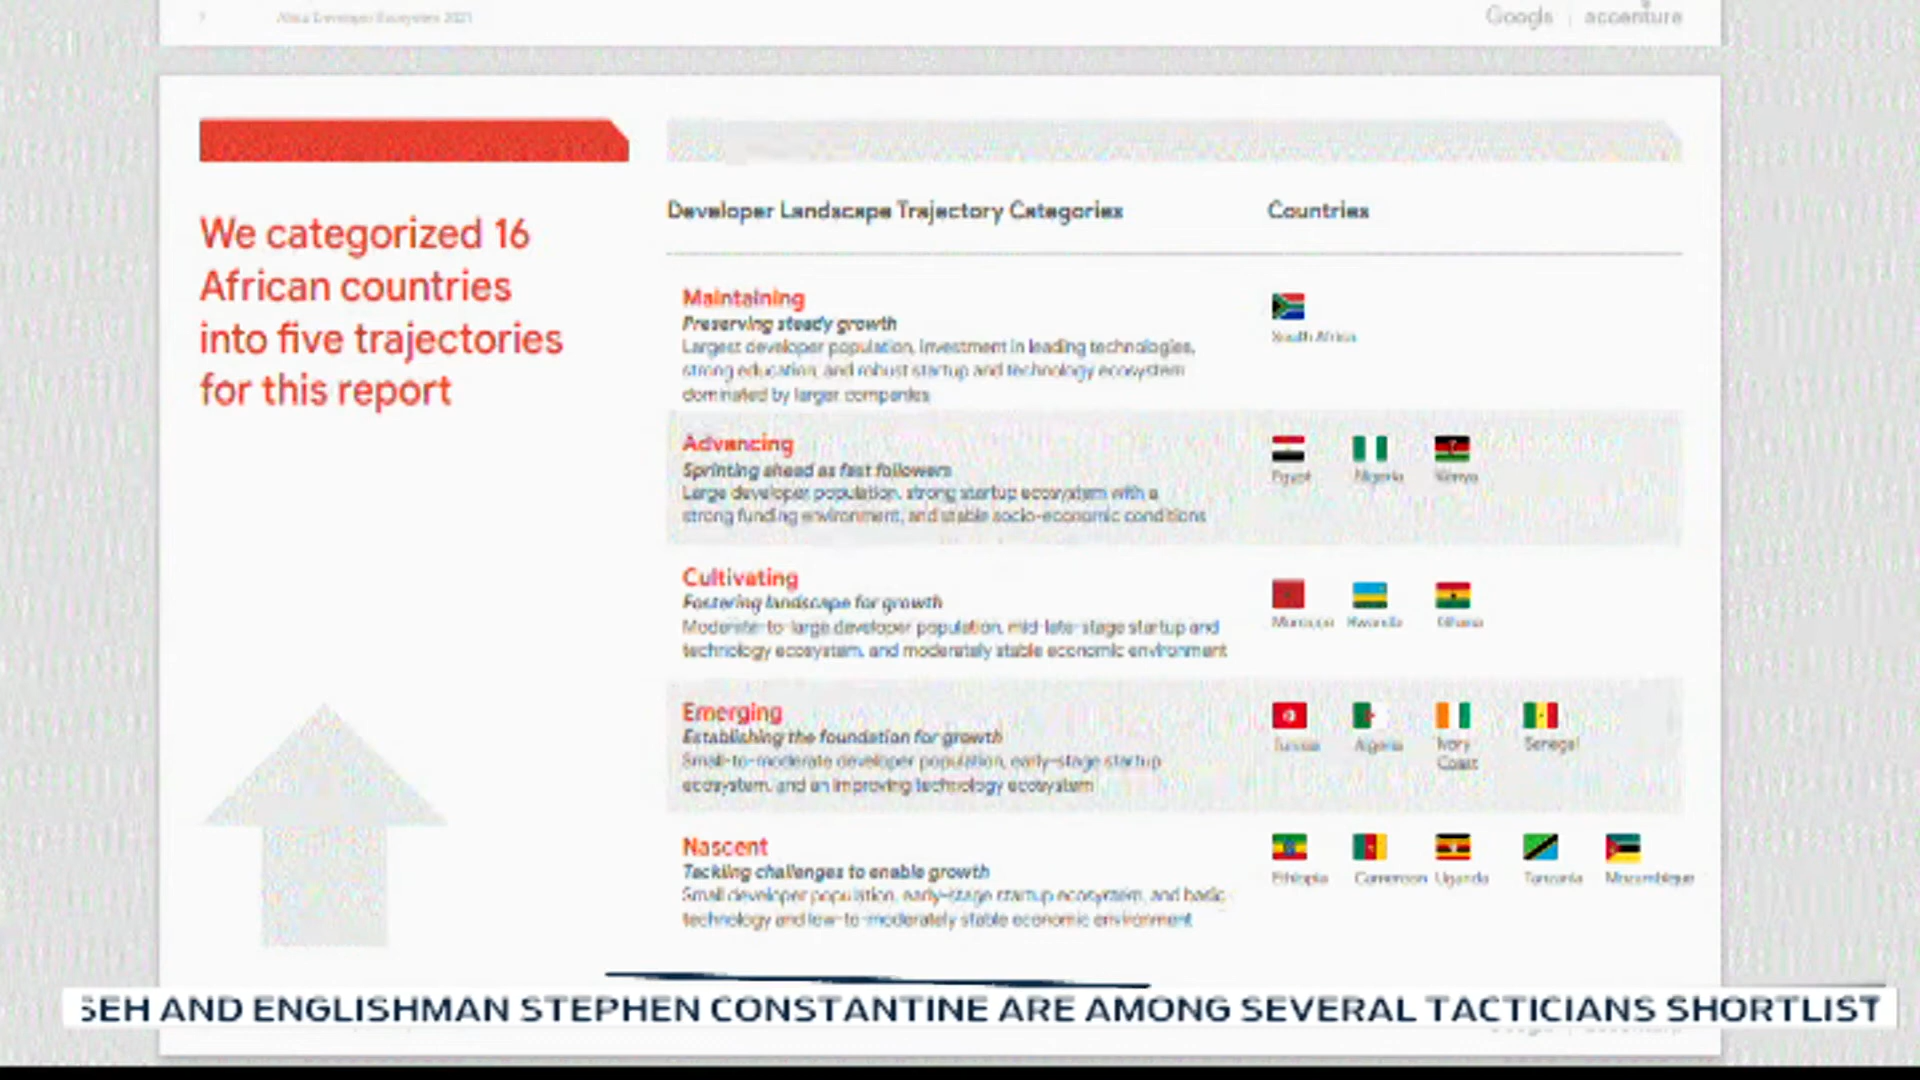 7 Africa Developer Ecosystem 2021 Google accenture
We categorized 16
African countries
into five trajectories
for this report
Developer Landscape Trajectory Categories Countries
Maintaining
Preserving steady growth
Largest developer population, investment in leading technologies,
strong education, and robust startup and technology ecosystem
dominated by larger companies
South Africa
Advancing
Sprinting ahead as fast followers
Large developer population, strong startup ecosystem with a
strong funding environment, and stable socio-economic conditions
Egypt Nigeria Kenya
Cultivating
Fostering landscape for growth
Moderate-to-large developer population, mid-late-stage startup and
technology ecosystem, and moderately stable economic environment
Morocco Rwanda Ghana
Emerging
Establishing the foundation for growth
Small-to-moderate developer population, early-stage startup
ecosystem, and an improving technology ecosystem
Tunisia Algeria Ivory Senegal
Coast
Nascent
Tackling challenges to enable growth
Small developer population, early-stage startup ecosystem, and basic
technology and low-to-moderately stable economic environment
Ethiopia Cameroon Uganda Tanzania Mozambique
SEH AND ENGLISHMAN STEPHEN CONSTANTINE ARE AMONG SEVERAL TACTICIANS SHORTLIST